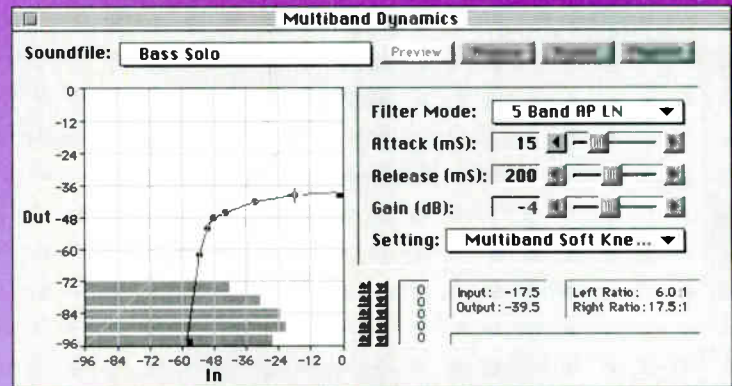 Multiband Dynamics
Soundfile: Bass Solo Preview
Filter Mode: 5 Band AP LN
Attack (mS): 15
Release (mS): 200
Gain (dB): -4
Setting: Multiband Soft Kne...
0
-12
-24
-36
Out -48
-60
-72
-84
-96
-96 -84 -72 -60 -48 -36 -24 -12 0
In
0
0
0
0
0
Input: -17.5
Output: -39.5
Left Ratio: 6.0:1
Right Ratio: 17.5:1